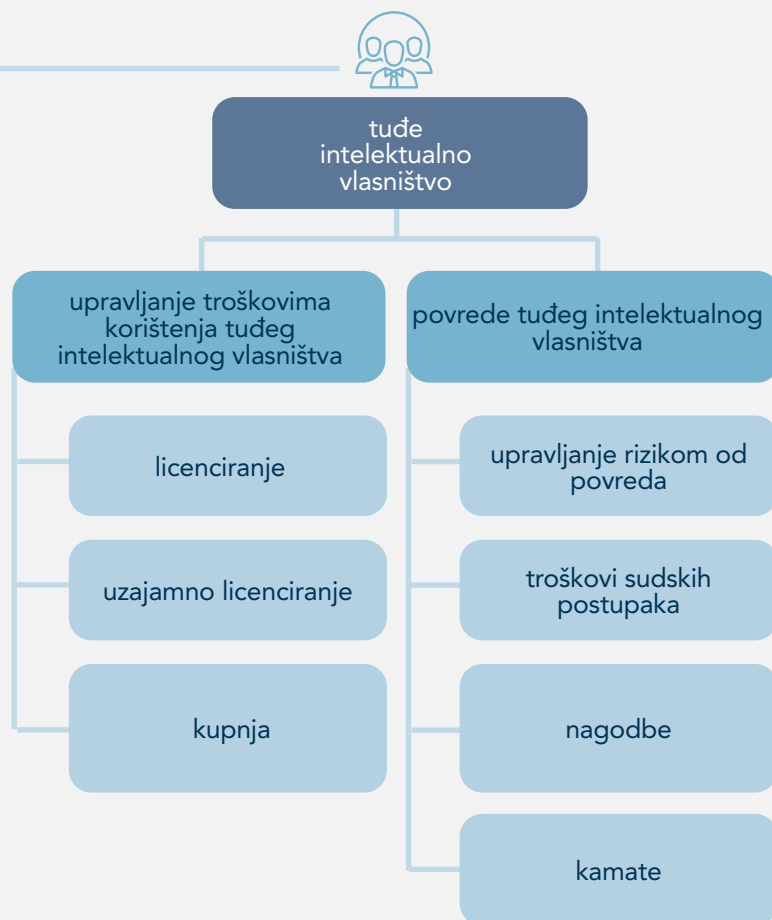 tuđe
intelektualno
vlasništvo
upravljanje troškovima
korištenja tuđeg
intelektualnog vlasništva
licenciranje
uzajamno licenciranje
kupnja
povrede tuđeg intelektualnog
vlasništva
upravljanje rizikom od
povreda
troškovi sudskih
postupaka
nagodbe
kamate